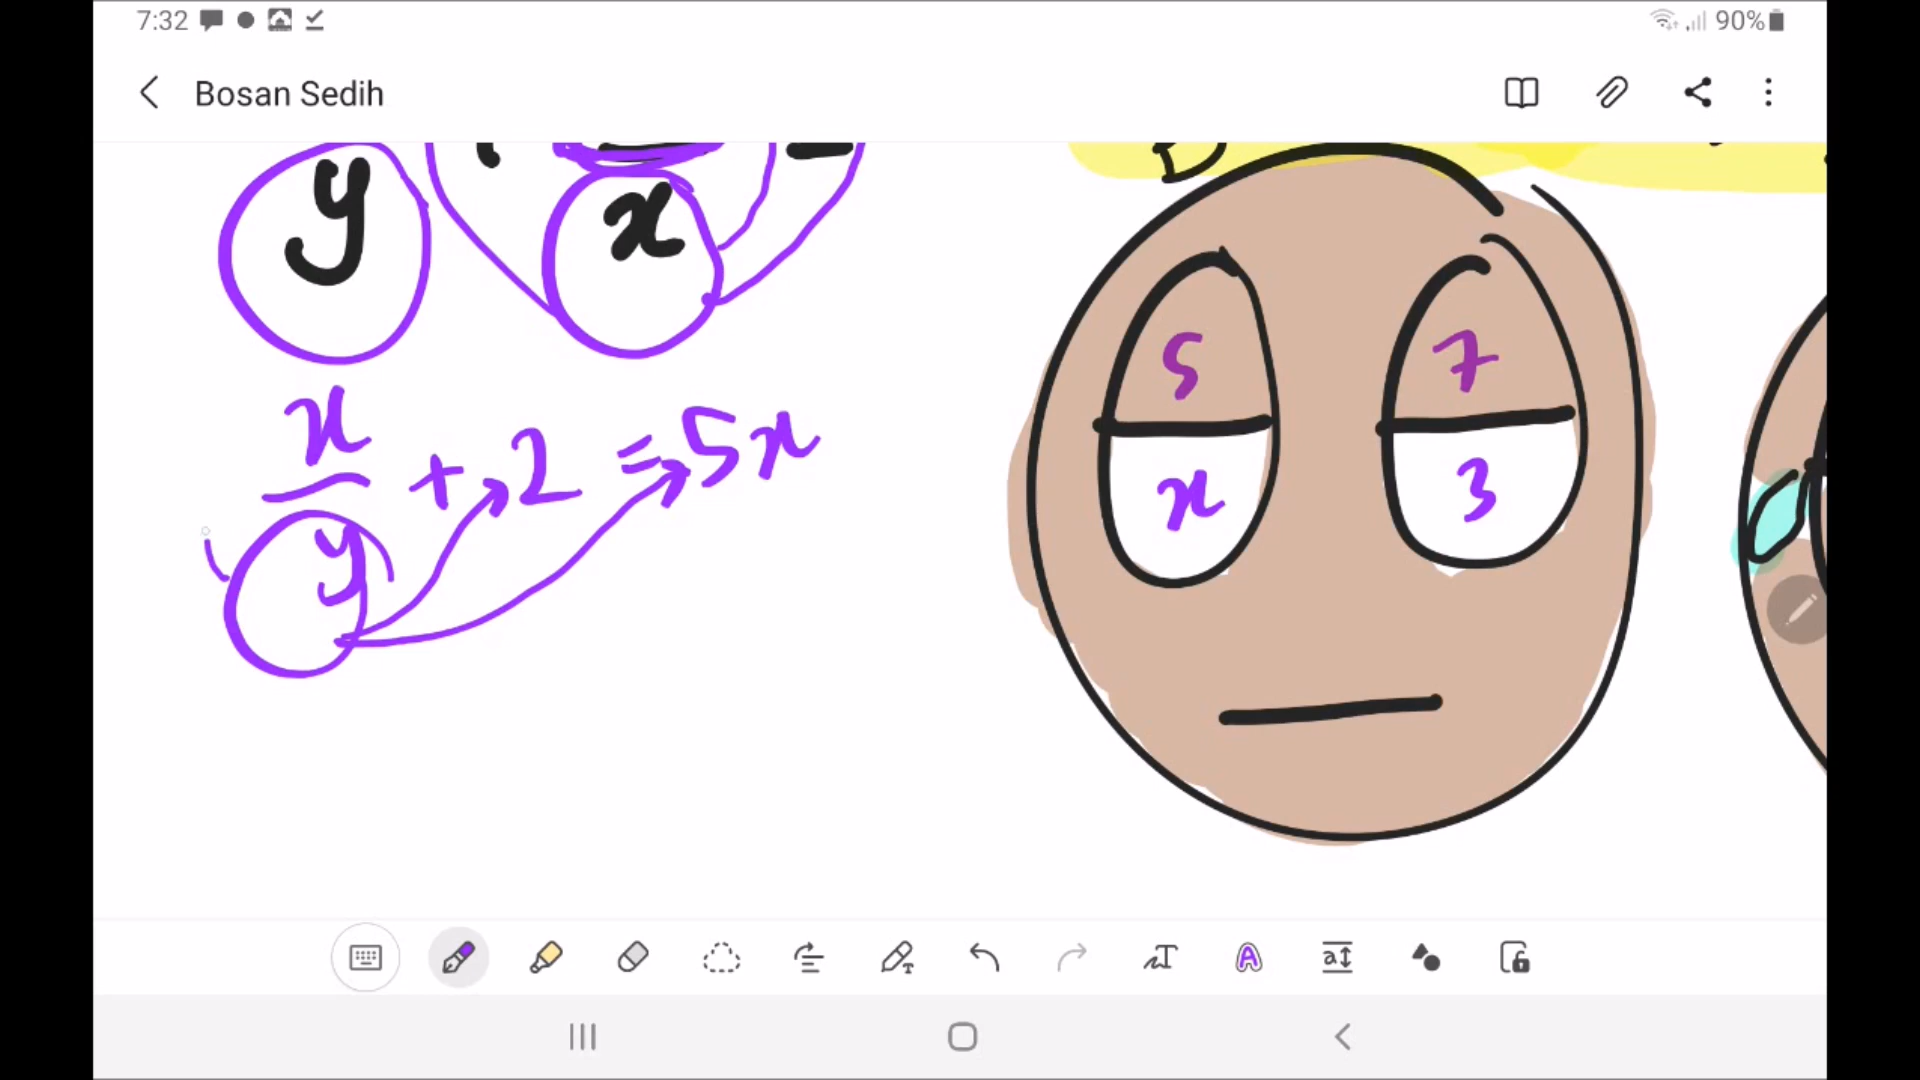 7:32
90%
Bosan Sedih
y
x
x
y
+ 2 = 5x
5
x
7
3